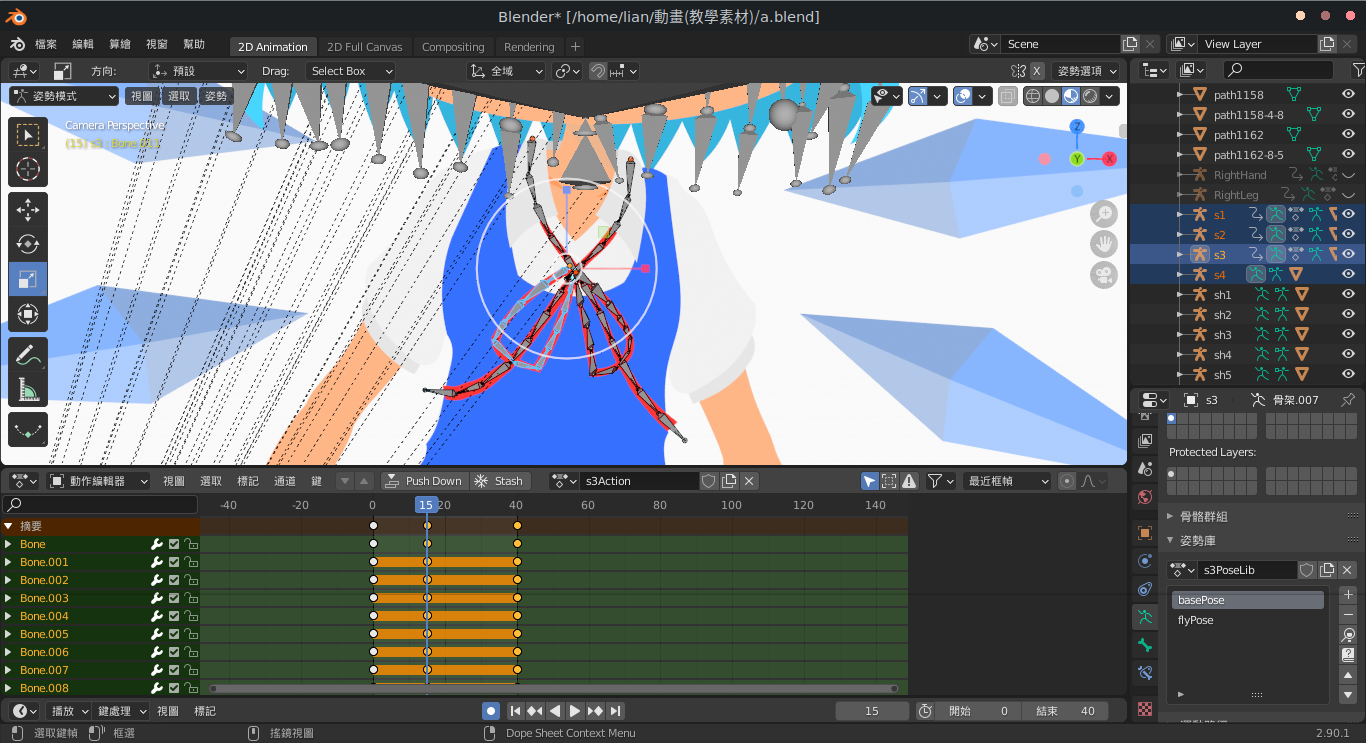 Blender* [/home/lian/動畫(教學素材)/a.blend]
檔案 編輯 算繪 視窗 幫助 2D Animation 2D Full Canvas Compositing Rendering + Scene View Layer
方向: 預設 Drag: Select Box 全域 X 姿勢選項
姿勢模式 視圖 選取 姿勢
Camera Perspective
(15) s3 : Bone.011
Z
Y X
path1158
path1158-4-8
path1162
path1162-8-5
RightHand
RightLeg
s1
s2
s3
s4
sh1
sh2
sh3
sh4
sh5
s3 骨架.007
Protected Layers:
骨骼群組
姿勢庫
s3PoseLib
basePose
flyPose
動作編輯器 視圖 選取 標記 通道 鍵 Push Down Stash s3Action 最近框幀
-40 -20 0 15 20 40 60 80 100 120 140
摘要
Bone
Bone.001
Bone.002
Bone.003
Bone.004
Bone.005
Bone.006
Bone.007
Bone.008
播放 鍵處理 視圖 標記 15 開始 0 結束 40
選取鍵幀 框選 搖鏡視圖 Dope Sheet Context Menu 2.90.1